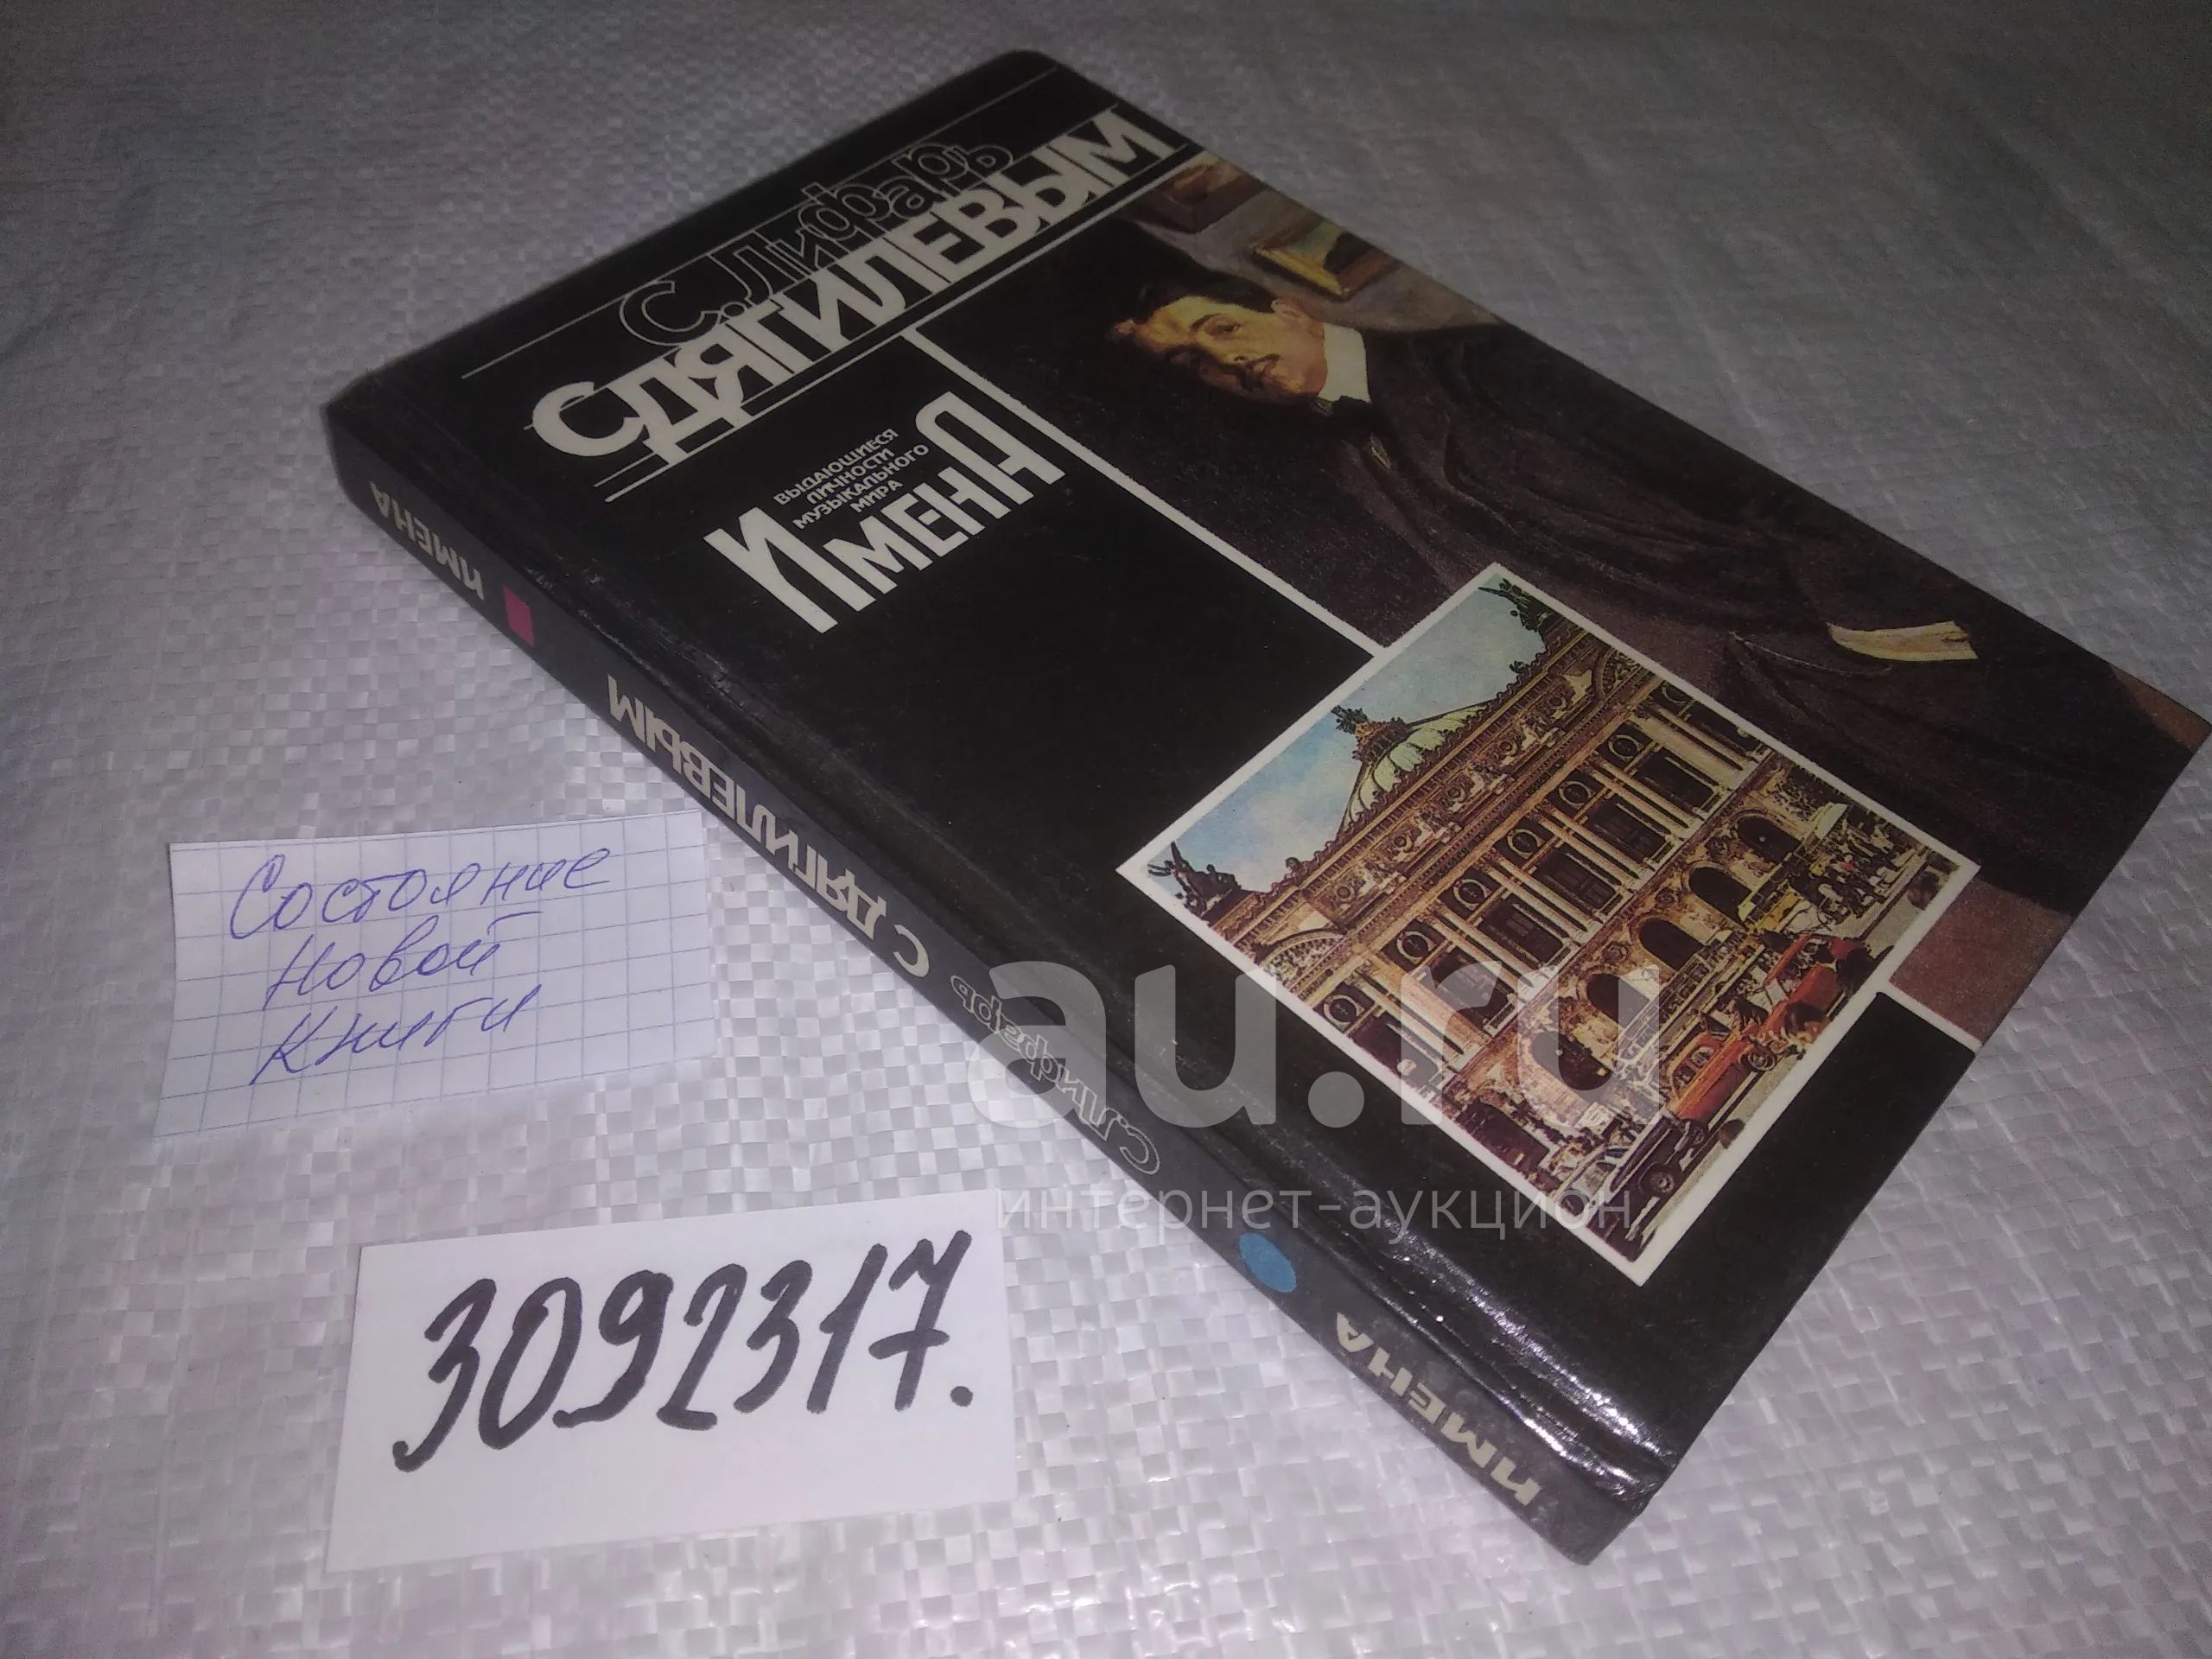 С. Лифарь
С ДЯГИЛЕВЫМ
ВЫДАЮЩИЕСЯ
ЛИЧНОСТИ
МУЗЫКАЛЬНОГО
МИРА
ИМЕНА
ИМЕНА
С ДЯГИЛЕВЫМ
С. Лифарь
ИМЕНА
Состояние
новой
книги
3092317.
au.ru
интернет-аукцион